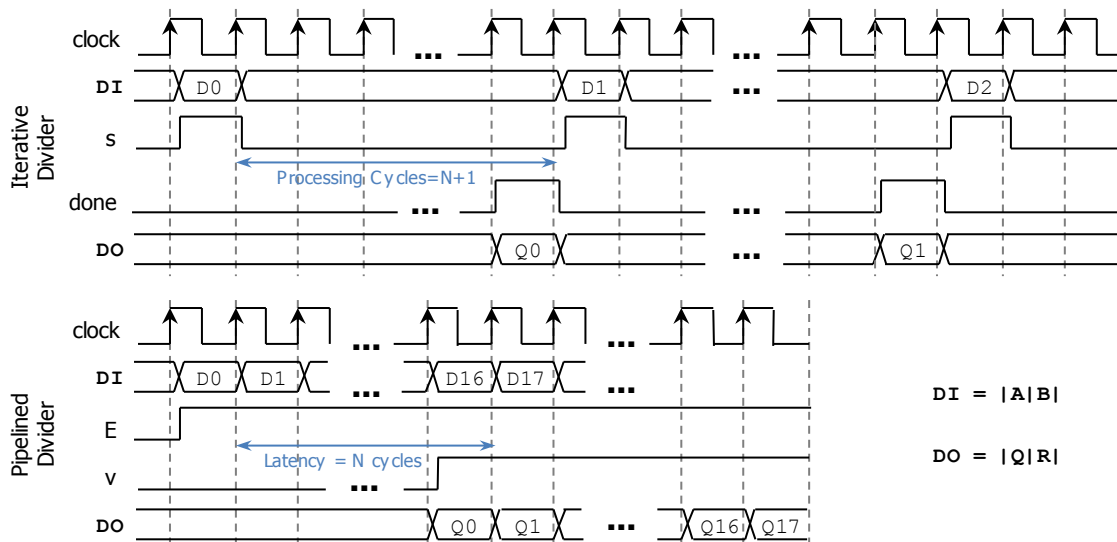 clock
...
...
DI
D0
D1
...
D2
s
Processing Cycles=N+1
done
...
...
DO
Q0
...
Q1
Iterative
Divider
clock
...
...
DI
D0
D1
...
D16
D17
...
E
Latency = N cycles
v
...
DO
Q0
Q1
...
Q16
Q17
Pipelined
Divider
DI = |A|B|
DO = |Q|R|